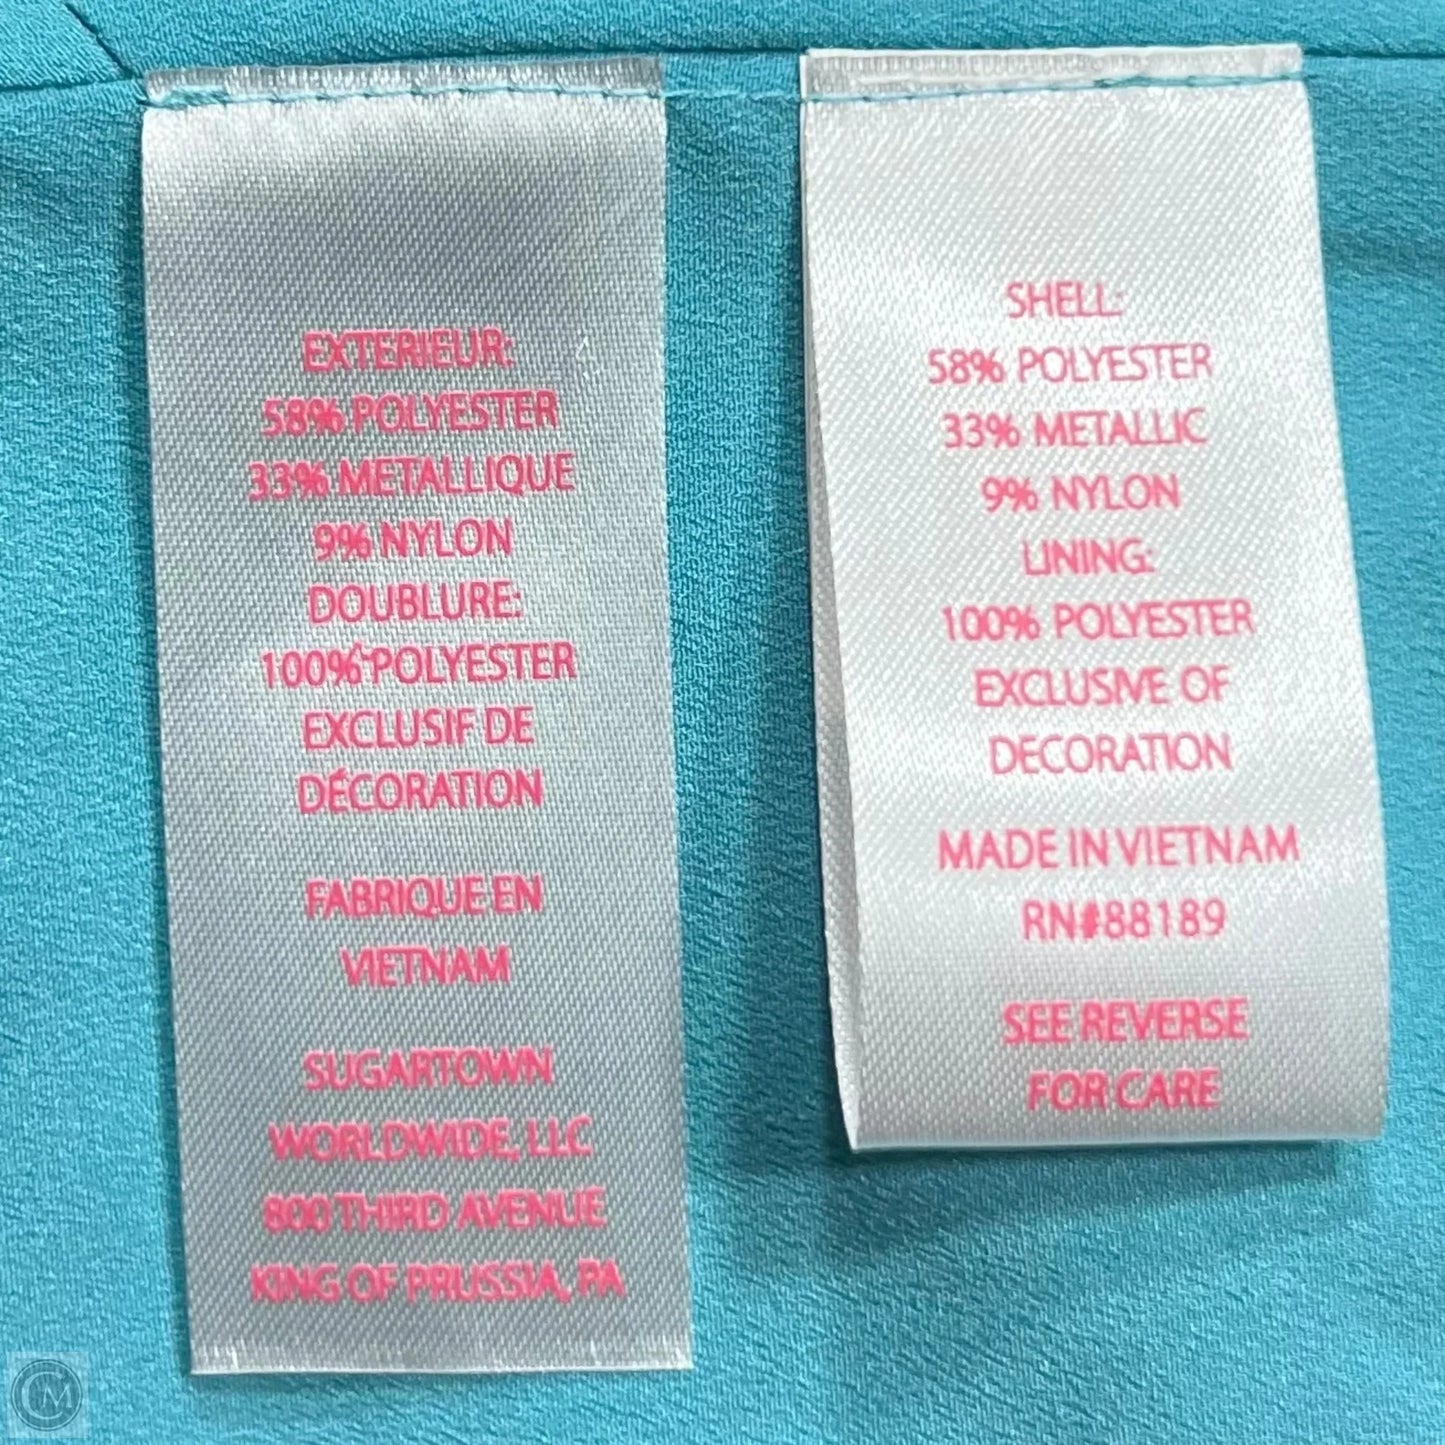 EXTERIEUR:
58% POLYESTER
33% METALLIQUE
9% NYLON
DOUBLURE:
100% POLYESTER
EXCLUSIF DE
DÉCORATION
FABRIQUE EN
VIETNAM
SUGARTOWN
WORLDWIDE, LLC
800 THIRD AVENUE
KING OF PRUSSIA, PA
SHELL:
58% POLYESTER
33% METALLIC
9% NYLON
LINING:
100% POLYESTER
EXCLUSIVE OF
DECORATION
MADE IN VIETNAM
RN#88189
SEE REVERSE
FOR CARE
CM